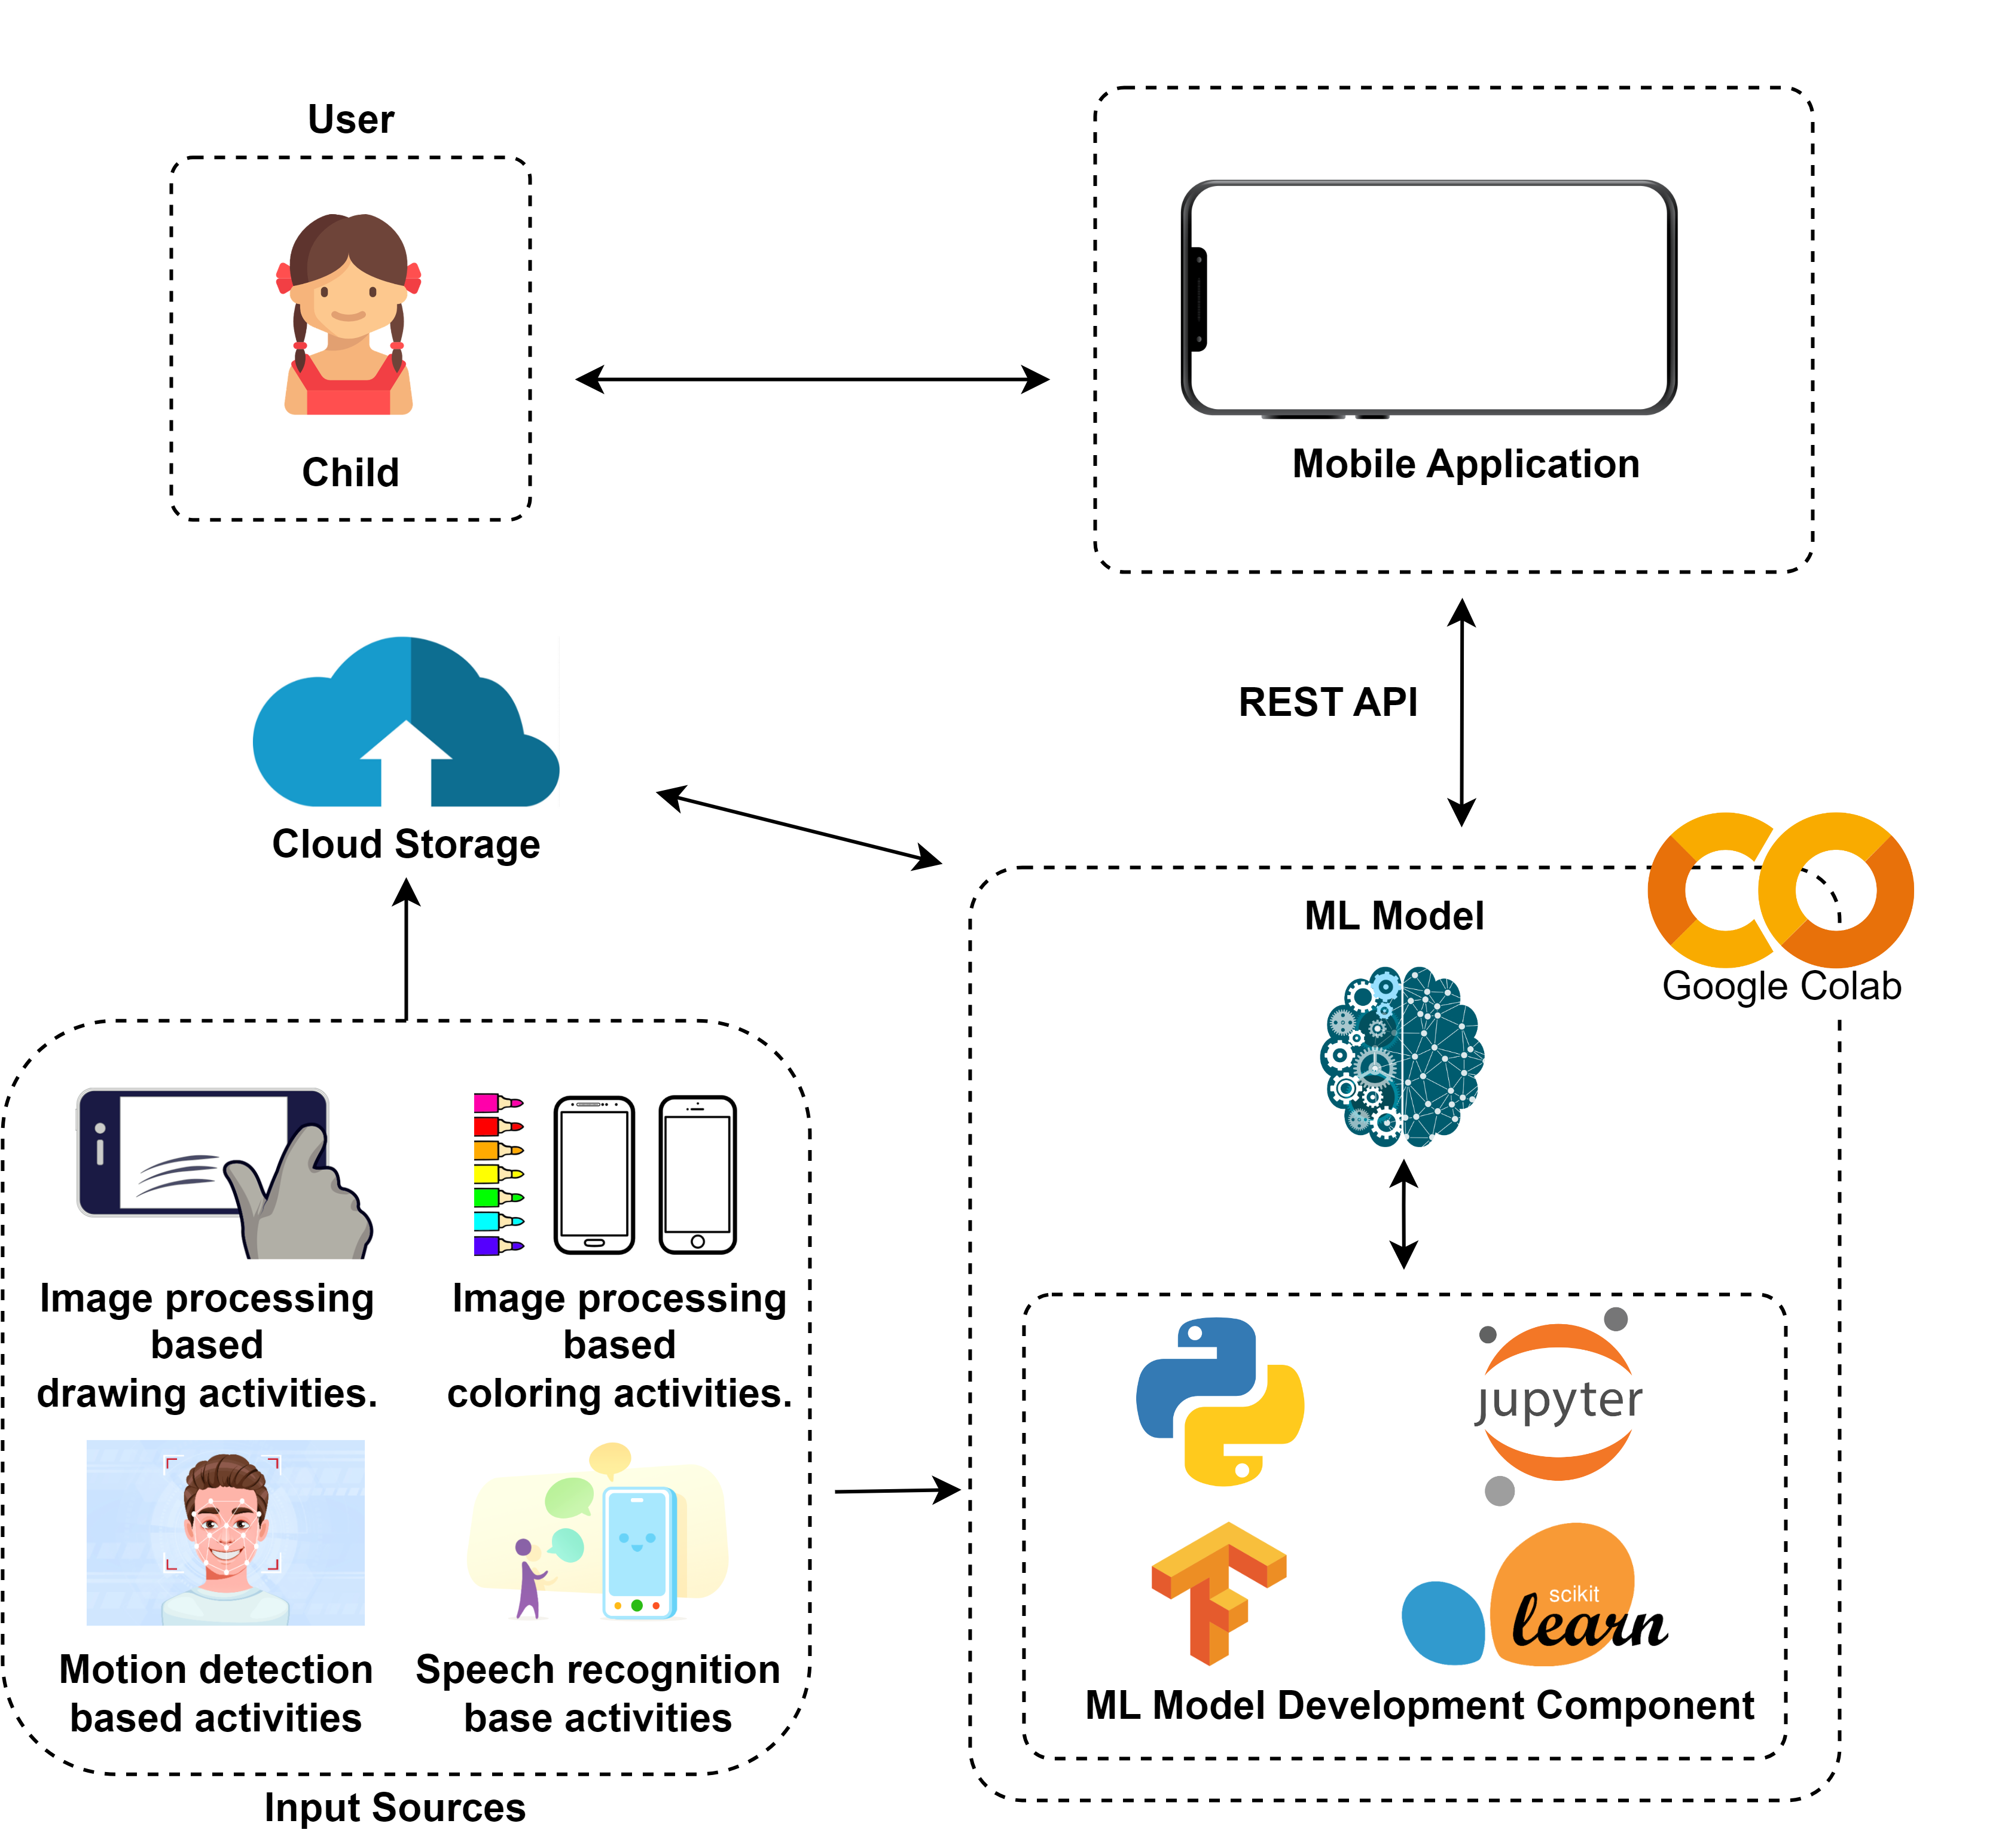 User
Child
Mobile Application
REST API
Cloud Storage
ML Model
Google Colab
Image processing
based
drawing activities.
Image processing
based
coloring activities.
Motion detection
based activities
Speech recognition
base activities
Input Sources
jupyter
scikit
learn
ML Model Development Component